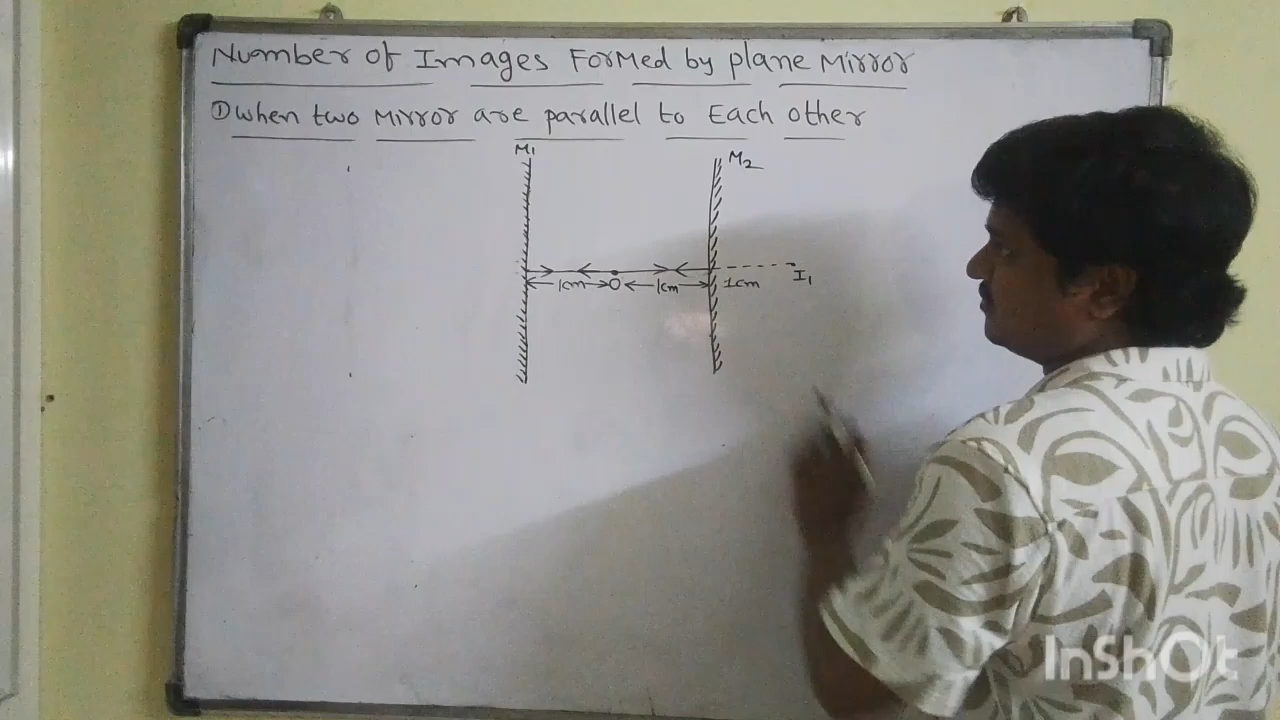 Number of Images Formed by plane Mirror
① when two Mirror are parallel to Each other
M1
M2
1cm
O
1cm
1cm
I1
InShOt